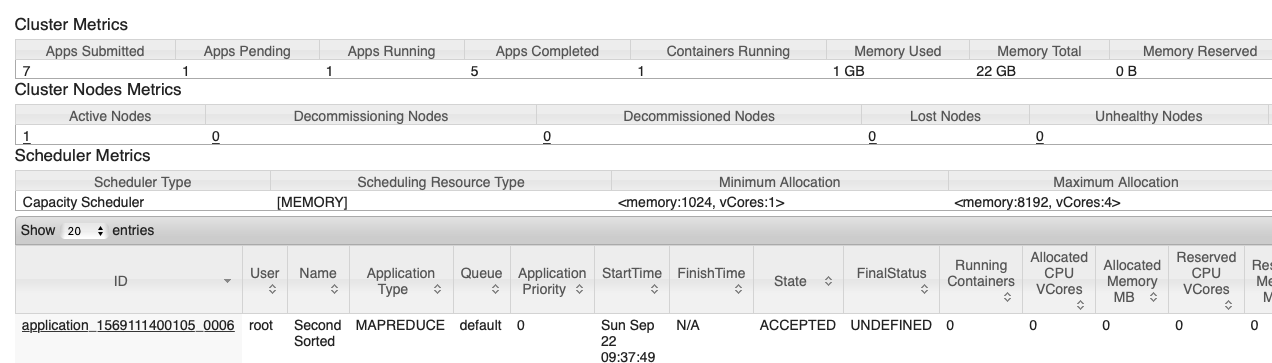 Cluster Metrics
Apps Submitted Apps Pending Apps Running Apps Completed Containers Running Memory Used Memory Total Memory Reserved
7 1 1 5 1 1 GB 22 GB 0 B
Cluster Nodes Metrics
Active Nodes Decommissioning Nodes Decommissioned Nodes Lost Nodes Unhealthy Nodes
1 0 0 0 0
Scheduler Metrics
Scheduler Type Scheduling Resource Type Minimum Allocation Maximum Allocation
Capacity Scheduler [MEMORY] <memory:1024, vCores:1> <memory:8192, vCores:4>
Show 20 entries
ID User Name Application Type Queue Application Priority StartTime FinishTime State FinalStatus Running Containers Allocated CPU VCores Allocated Memory MB Reserved CPU VCores
application_1569111400105_0006 root Second Sorted MAPREDUCE default 0 Sun Sep 22 09:37:49 N/A ACCEPTED UNDEFINED 0 0 0 0 0